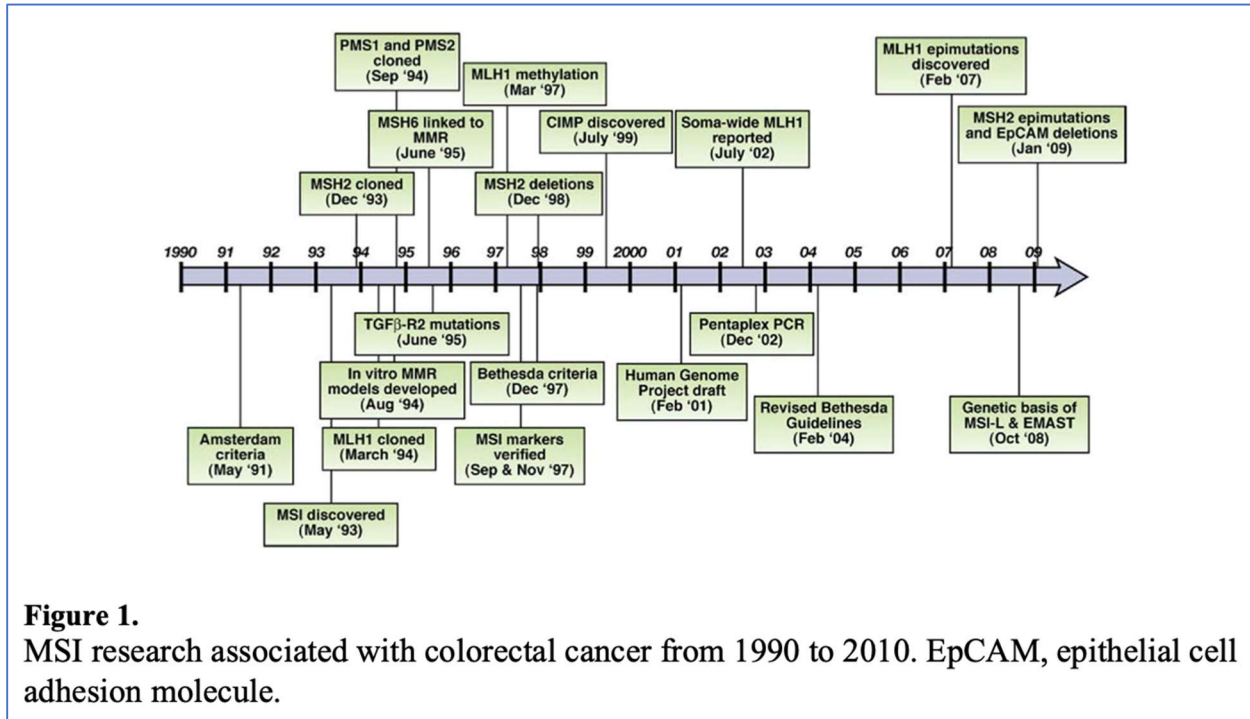 PMS1 and PMS2
cloned
(Sep ‘94)
MLH1 methylation
(Mar ‘97)
MLH1 epimutations
discovered
(Feb ‘07)
MSH6 linked to
MMR
(June ‘95)
CIMP discovered
(July ‘99)
Soma-wide MLH1
reported
(July ‘02)
MSH2 epimutations
and EpCAM deletions
(Jan ‘09)
MSH2 cloned
(Dec ‘93)
MSH2 deletions
(Dec ‘98)
1990 91 92 93 94 95 96 97 98 99 2000 01 02 03 04 05 06 07 08 09
TGFβ-R2 mutations
(June ‘95)
Pentaplex PCR
(Dec ‘02)
In vitro MMR
models developed
(Aug ‘94)
Bethesda criteria
(Dec ‘97)
Human Genome
Project draft
(Feb ‘01)
Revised Bethesda
Guidelines
(Feb ‘04)
Genetic basis of
MSI-L & EMAST
(Oct ‘08)
Amsterdam
criteria
(May ‘91)
MLH1 cloned
(March ‘94)
MSI markers
verified
(Sep & Nov ‘97)
MSI discovered
(May ‘93)
Figure 1.
MSI research associated with colorectal cancer from 1990 to 2010. EpCAM, epithelial cell
adhesion molecule.